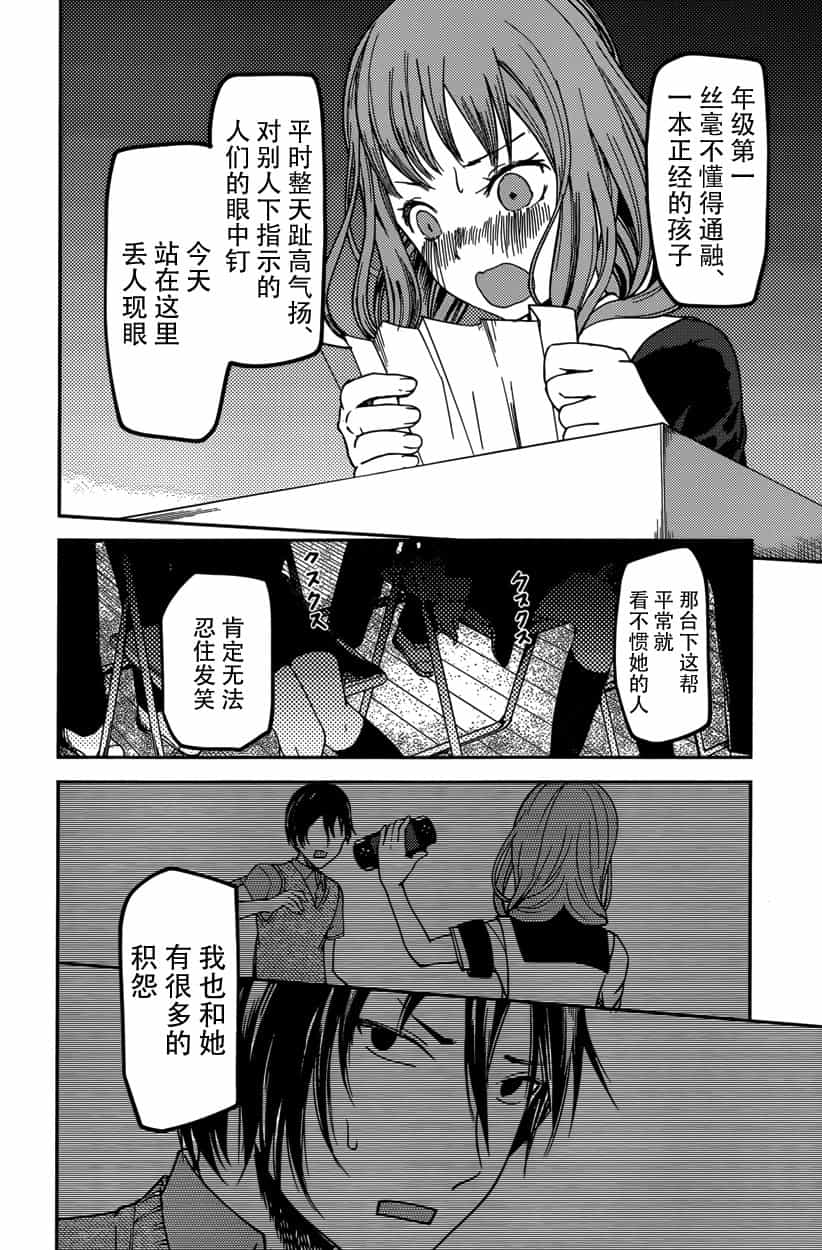 年级第一
丝毫不懂得通融、
一本正经的孩子
平时整天趾高气扬、
对别人下指示的
人们的眼中钉
今天
站在这里
丢人现眼
那台下这帮
平常就
看不惯她的人
クスクス
クスクス
肯定无法
忍住发笑
我也和她
有很多的
积怨